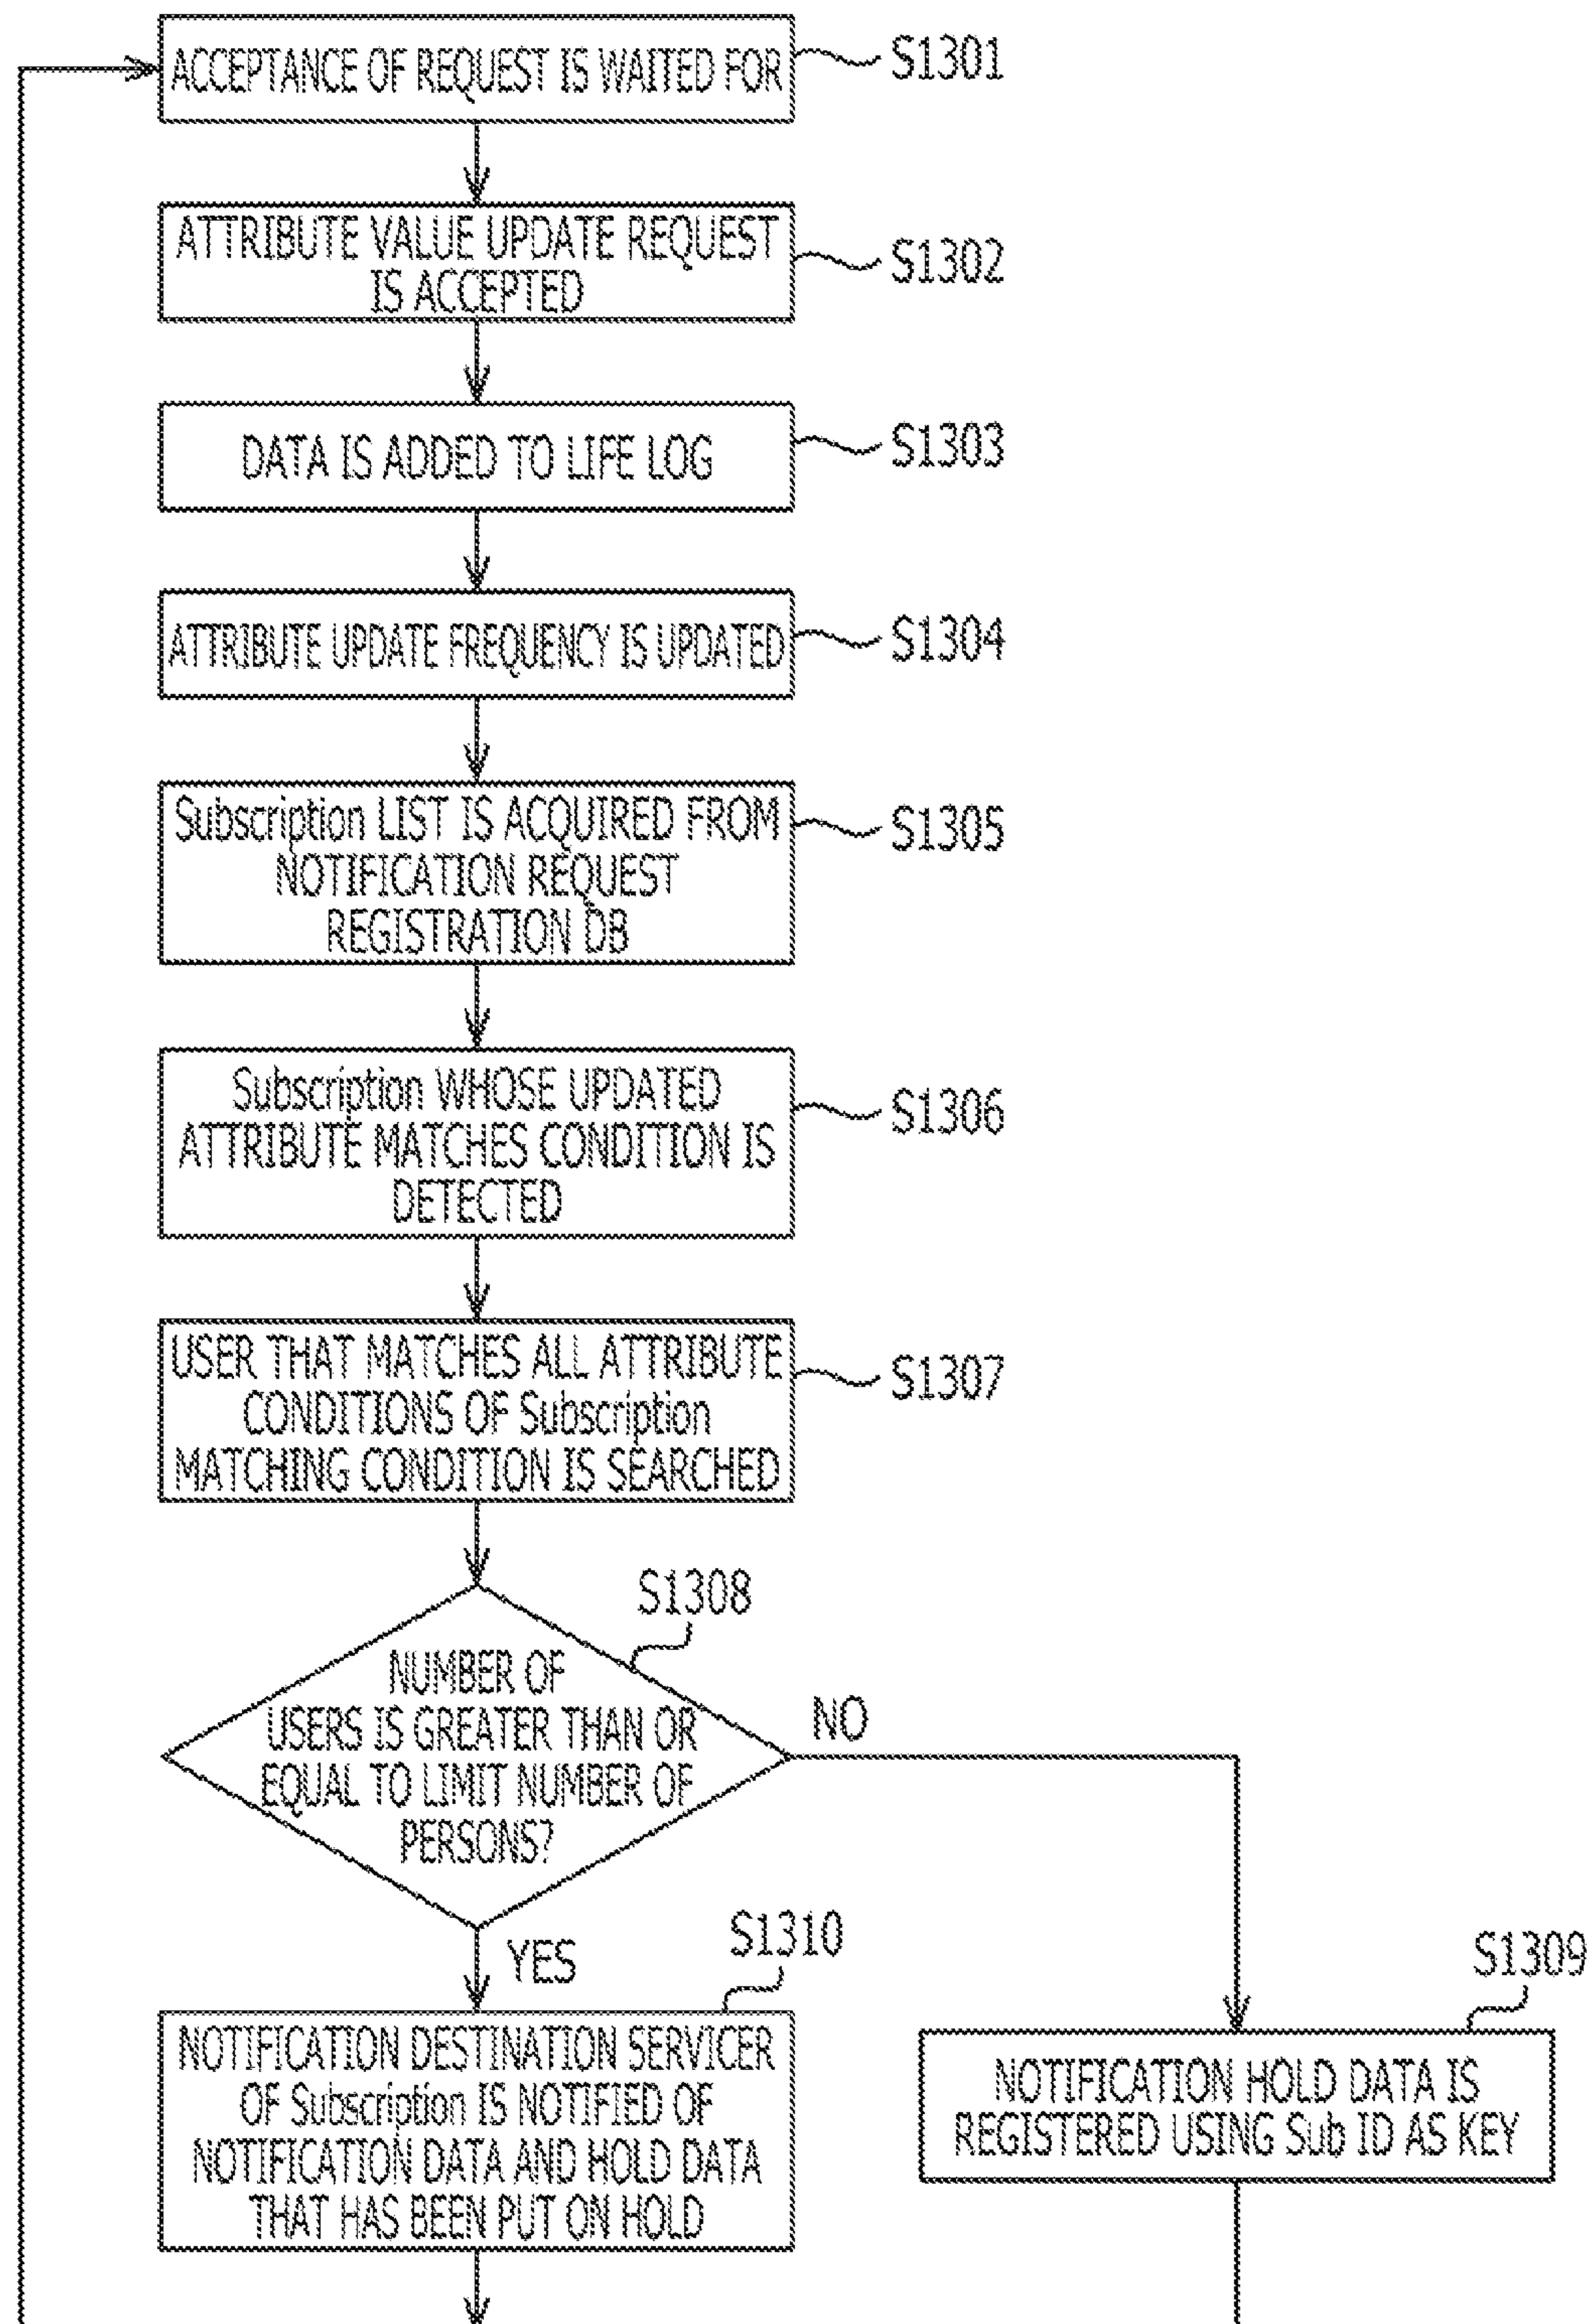 ACCEPTANCE OF REQUEST IS WAITED FOR
S1301
ATTRIBUTE VALUE UPDATE REQUEST
IS ACCEPTED
S1302
DATA IS ADDED TO LIFE LOG
S1303
ATTRIBUTE UPDATE FREQUENCY IS UPDATED
S1304
Subscription LIST IS ACQUIRED FROM
NOTIFICATION REQUEST
REGISTRATION DB
S1305
Subscription WHOSE UPDATED
ATTRIBUTE MATCHES CONDITION IS
DETECTED
S1306
USER THAT MATCHES ALL ATTRIBUTE
CONDITIONS OF Subscription
MATCHING CONDITION IS SEARCHED
S1307
S1308
NUMBER OF
USERS IS GREATER THAN OR
EQUAL TO LIMIT NUMBER OF
PERSONS?
NO
YES
S1310
NOTIFICATION DESTINATION SERVICER
OF Subscription IS NOTIFIED OF
NOTIFICATION DATA AND HOLD DATA
THAT HAS BEEN PUT ON HOLD
S1309
NOTIFICATION HOLD DATA IS
REGISTERED USING Sub ID AS KEY